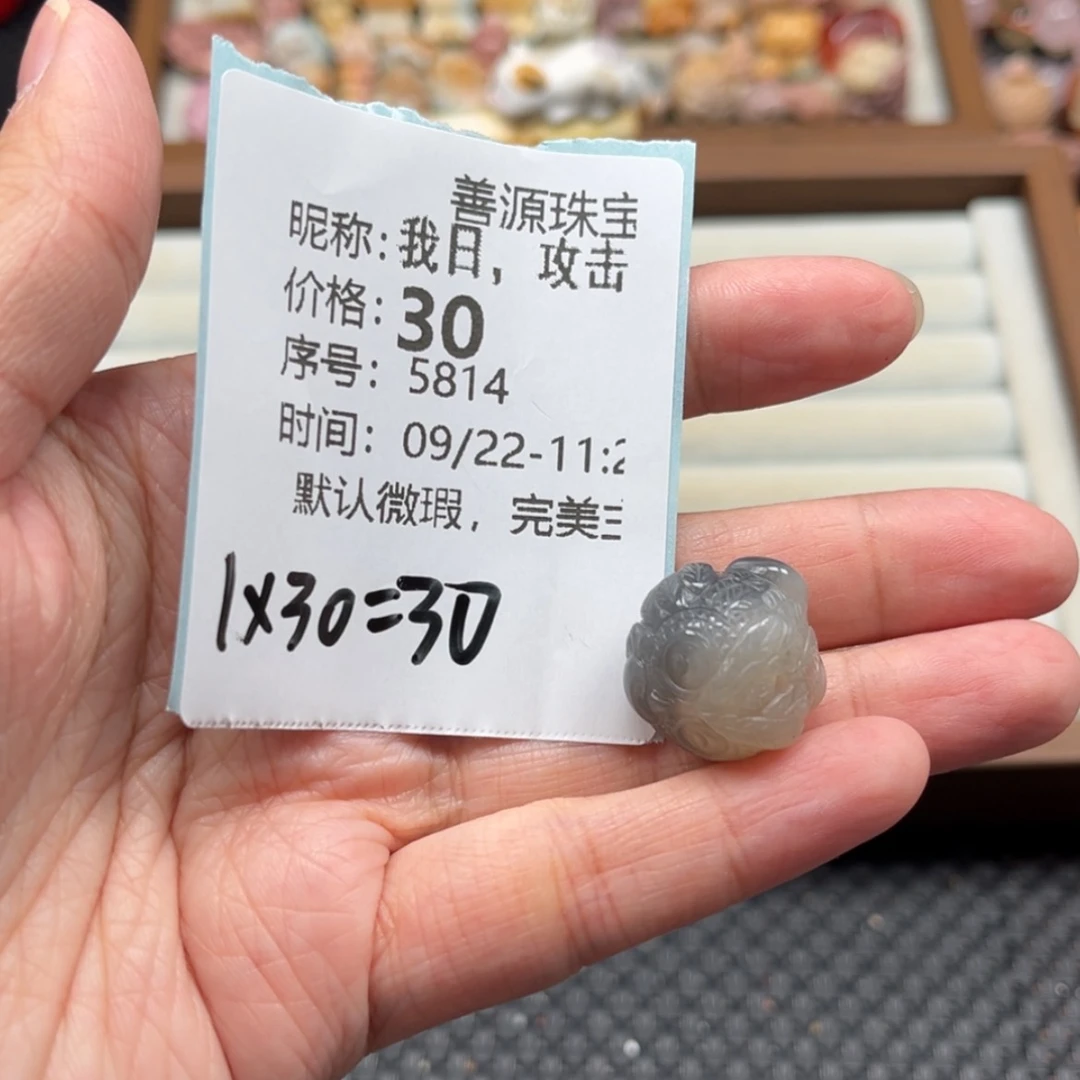 善源珠宝
昵称:我日，攻击
价格:30
序号:5814
时间:09/22-11:2
默认微瑕，完美
1x30=30